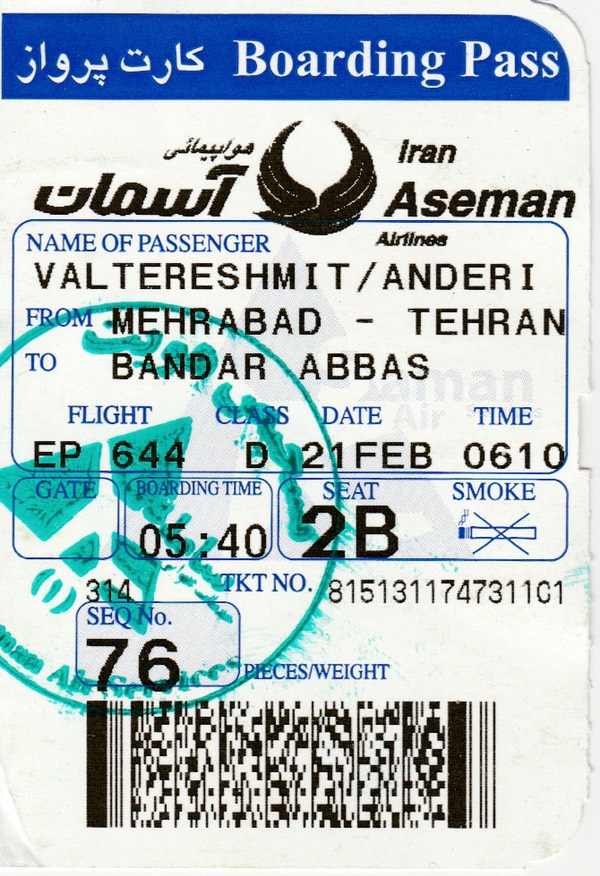 کارت پرواز Boarding Pass
هواپیمائی
آسمان
Iran
Aseman
Airlines
NAME OF PASSENGER
VALTERESHMIT/ANDERI
FROM MEHRABAD - TEHRAN
TO BANDAR ABBAS
FLIGHT CLASS DATE TIME
EP 644 D 21FEB 0610
GATE BOARDING TIME SEAT SMOKE
05:40 2B
314 TKT NO. 8151311747311C1
SEQ No.
76
PIECES/WEIGHT